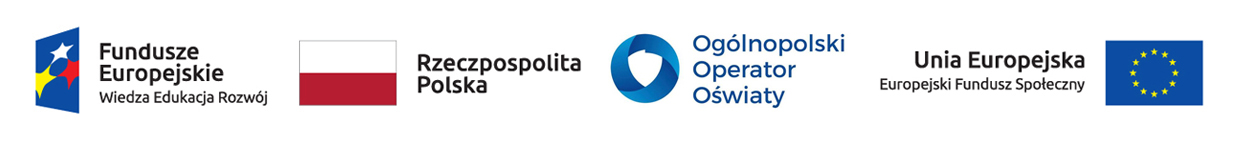 Fundusze
Europejskie
Wiedza Edukacja Rozwój
Rzeczpospolita
Polska
Ogólnopolski
Operator
Oświaty
Unia Europejska
Europejski Fundusz Społeczny